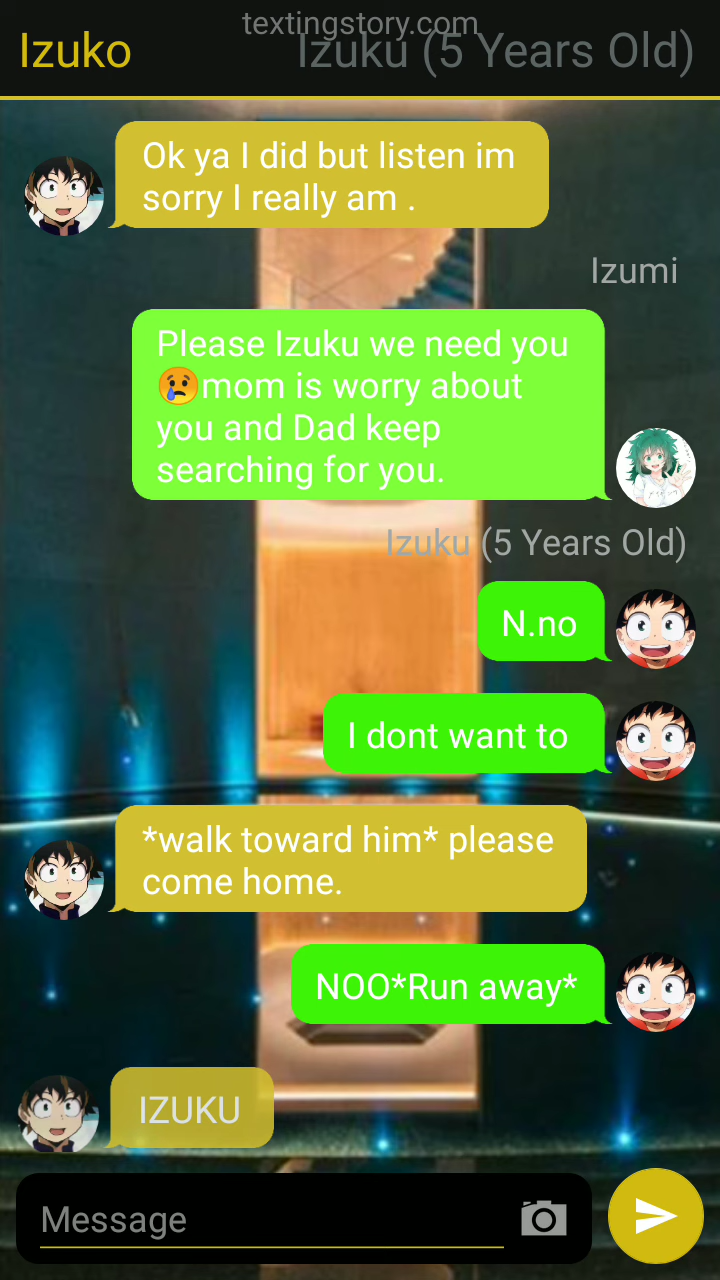 textingstory.com
Izuko
Izuku (5 Years Old)
Ok ya I did but listen im
sorry I really am .
Izumi
Please Izuku we need you
😢mom is worry about
you and Dad keep
searching for you.
Izuku (5 Years Old)
N.no
I dont want to
*walk toward him* please
come home.
NOO*Run away*
IZUKU
Message